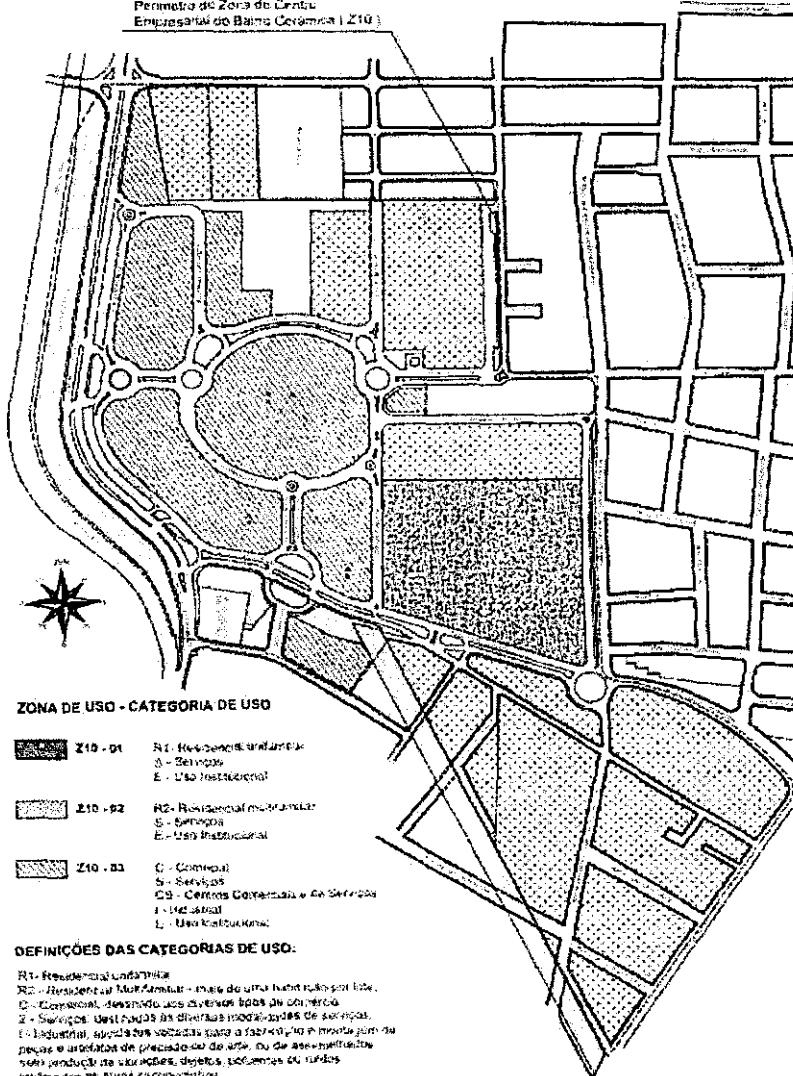 Perímetro da Zona de Centro
Empresarial do Bairro Cerâmica ( Z10 )
ZONA DE USO - CATEGORIA DE USO
Z10 - 01 R1- Residencial unifamiliar
S - Serviços
E - Uso Institucional
Z10 - 02 R2- Residencial multifamiliar
S - Serviços
E - Uso Institucional
Z10 - 03 C - Comercial
S - Serviços
CS - Centros Comerciais e de Serviços
I - Industrial
E - Uso Institucional
DEFINIÇÕES DAS CATEGORIAS DE USO:
R1- Residencial unifamiliar
R2 - Residencial Multifamiliar - mais de uma habitação por lote.
C - Comercial, destinado aos diversos tipos de comércio
S - Serviços, destinados às diversas modalidades de serviços.
I - Industrial, voltadas para a fabricação e montagem de
peças e artefatos de precisão ou de arte, ou de assemelhados
sem produção de vibrações, dejetos, poluentes ou ruídos